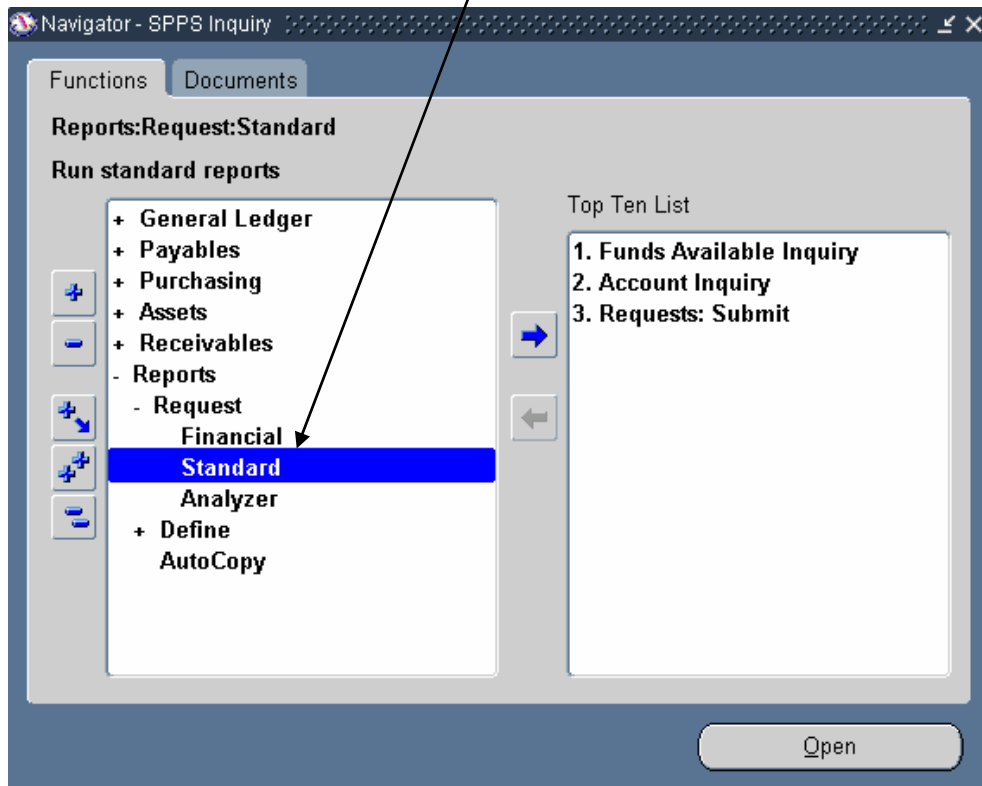 Navigator - SPPS Inquiry
Functions
Documents
Reports:Request:Standard
Run standard reports
+ General Ledger
+ Payables
+ Purchasing
+ Assets
+ Receivables
- Reports
- Request
Financial
Standard
Analyzer
+ Define
AutoCopy
Top Ten List
1. Funds Available Inquiry
2. Account Inquiry
3. Requests: Submit
Open